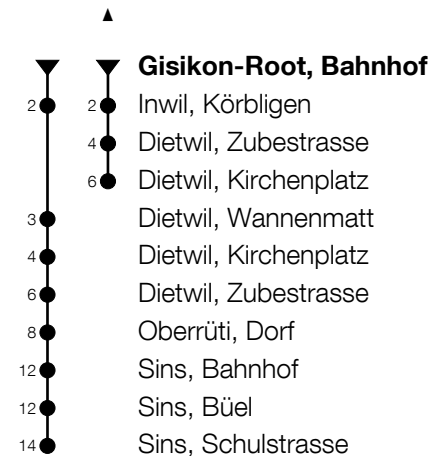 Gisikon-Root, Bahnhof
2 2 Inwil, Körbligen
4 Dietwil, Zubestrasse
6 Dietwil, Kirchenplatz
3 Dietwil, Wannenmatt
4 Dietwil, Kirchenplatz
6 Dietwil, Zubestrasse
8 Oberrüti, Dorf
12 Sins, Bahnhof
12 Sins, Büel
14 Sins, Schulstrasse